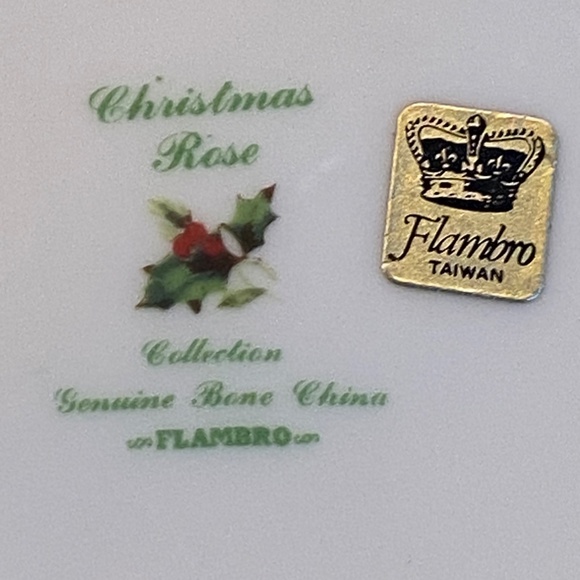 Christmas
Rose
Collection
Genuine Bone China
FLAMBRO
Flambro
TAIWAN